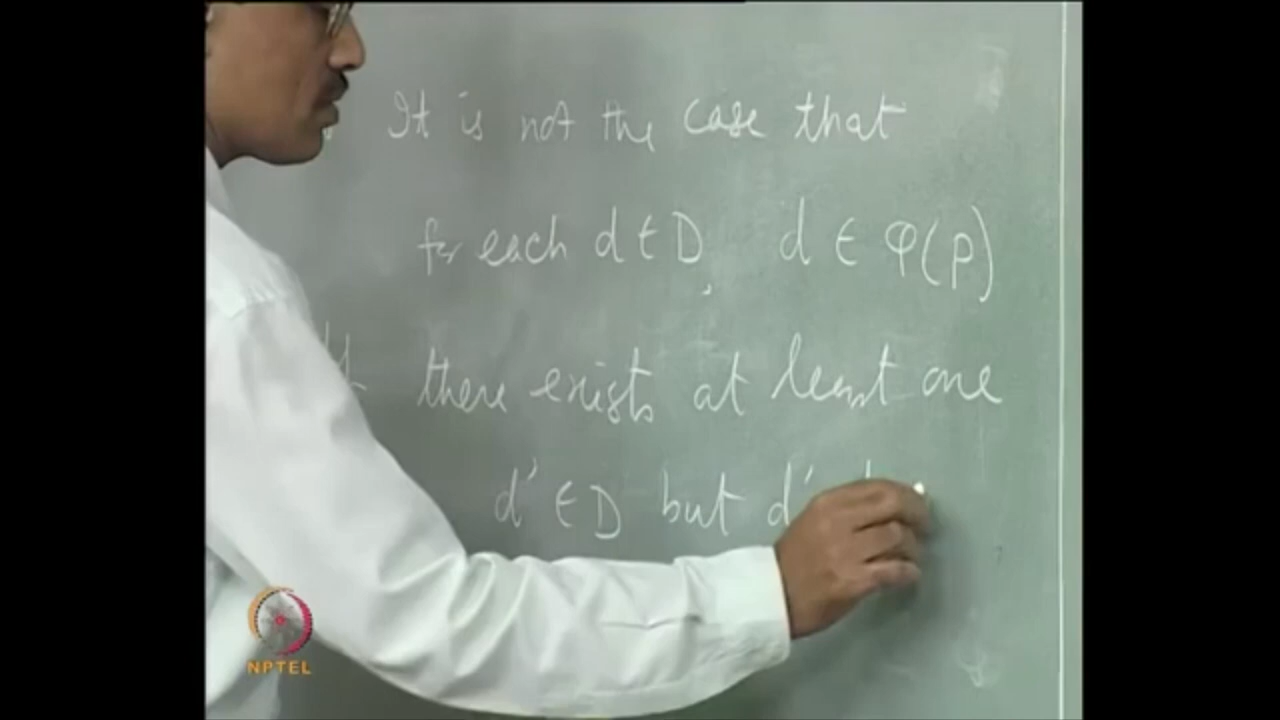 It is not the case that
for each d ∈ D, d ∈ φ(P)
there exists at least one
d' ∈ D but d'
NPTEL